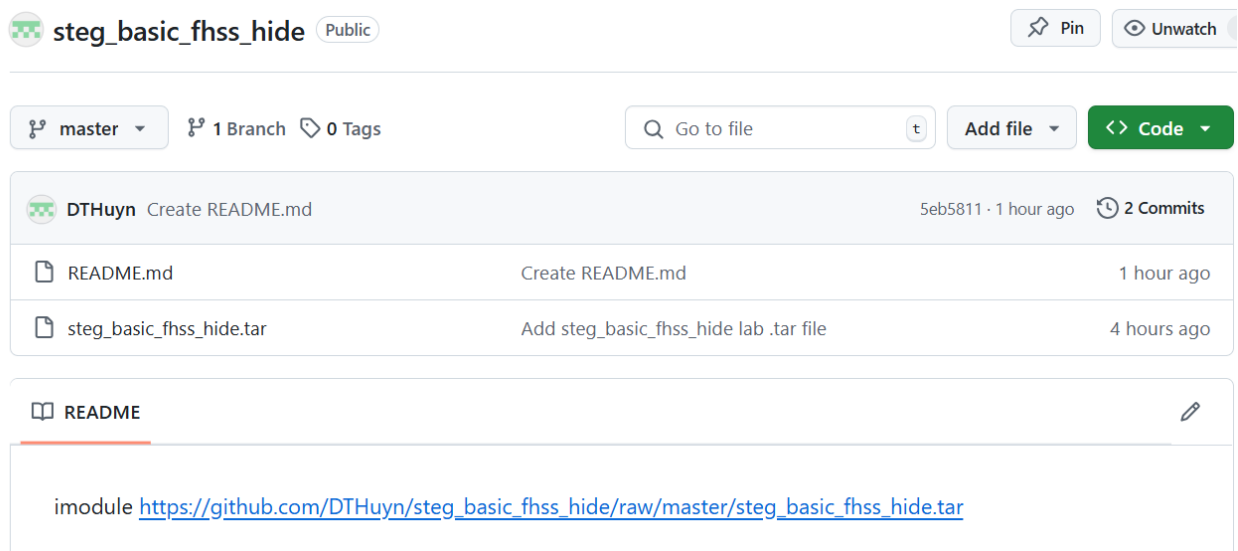 steg_basic_fhss_hide Public Pin Unwatch
master 1 Branch 0 Tags Go to file t Add file Code
DTHuyn Create README.md 5eb5811 · 1 hour ago 2 Commits
README.md Create README.md 1 hour ago
steg_basic_fhss_hide.tar Add steg_basic_fhss_hide lab .tar file 4 hours ago
README
imodule https://github.com/DTHuyn/steg_basic_fhss_hide/raw/master/steg_basic_fhss_hide.tar